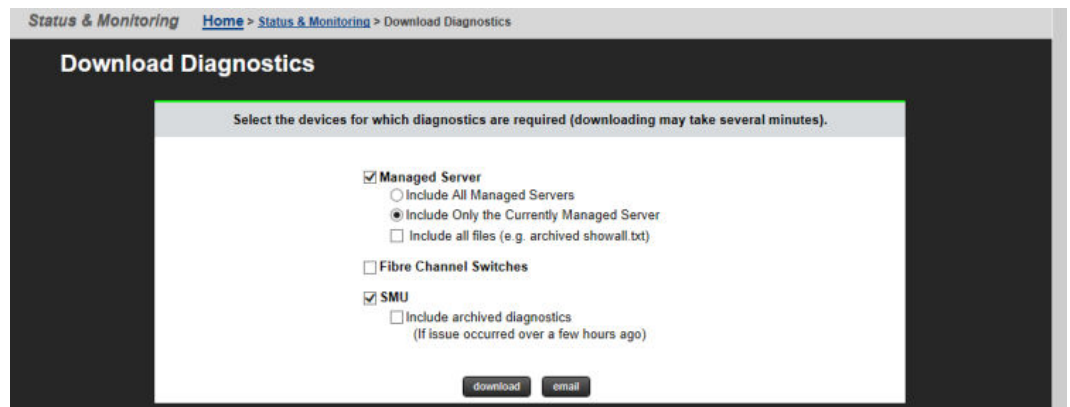 Status & Monitoring Home > Status & Monitoring > Download Diagnostics
Download Diagnostics
Select the devices for which diagnostics are required (downloading may take several minutes).
Managed Server
Include All Managed Servers
Include Only the Currently Managed Server
Include all files (e.g. archived showall.txt)
Fibre Channel Switches
SMU
Include archived diagnostics
(If issue occurred over a few hours ago)
download email